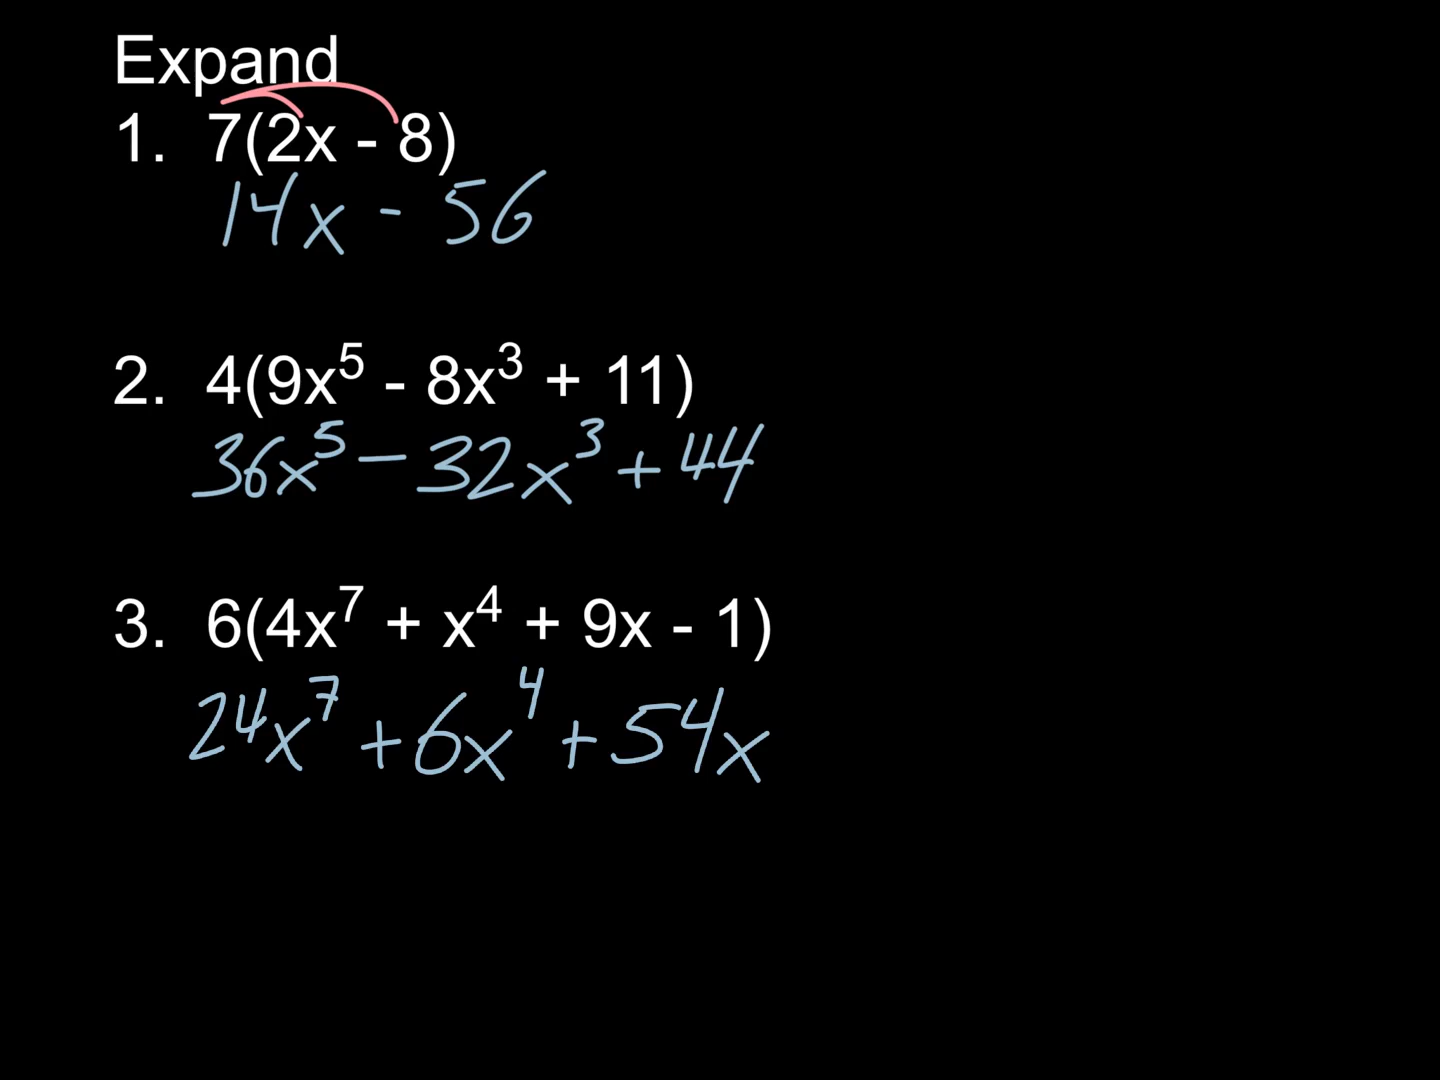 Expand
1. 7(2x - 8)
14x - 56
2. 4(9x⁵ - 8x³ + 11)
36x⁵ - 32x³ + 44
3. 6(4x⁷ + x⁴ + 9x - 1)
24x⁷ + 6x⁴ + 54x